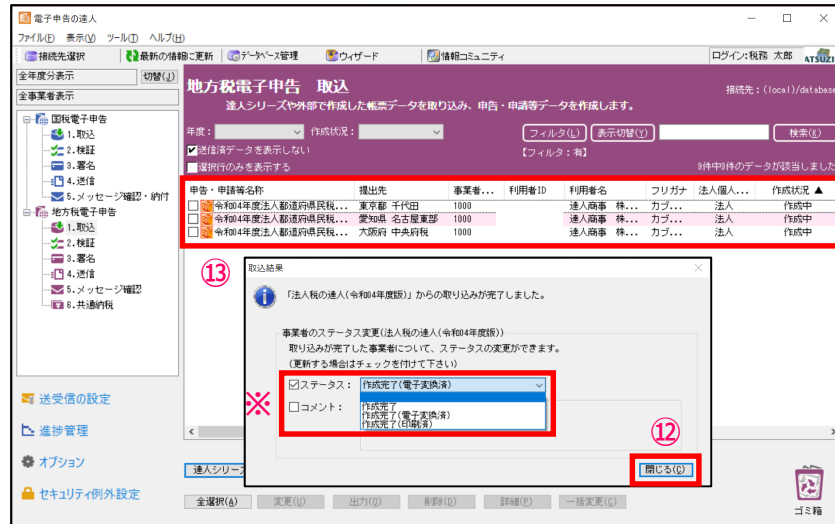 電子申告の達人
ファイル(F) 表示(V) ツール(T) ヘルプ(H)
接続先選択 最新の情報に更新 データベース管理 ウィザード 情報コミュニティ ログイン:税務 太郎 ATSUZI
全年度分表示 切替(J)
全事業者表示
国税電子申告
1.取込
2.検証
3.署名
4.送信
5.メッセージ確認・納付
地方税電子申告
1.取込
2.検証
3.署名
4.送信
5.メッセージ確認
6.共通納税
送受信の設定
進捗管理
オプション
セキュリティ例外設定
地方税電子申告 取込 接続先:(local)/database
達人シリーズや外部で作成した帳票データを取り込み、申告・申請等データを作成します。
年度: 作成状況: フィルタ(L) 表示切替(Y) 検索(K)
送信済データを表示しない 【フィルタ:有】
選択行のみを表示する 3件中3件のデータが該当しました
申告・申請等名称 提出先 事業者... 利用者ID 利用者名 フリガナ 法人個人... 作成状況 ▲
令和04年度法人都道府県民税... 東京都 千代田 1000 達人商事 株... カブ... 法人 作成中
令和04年度法人都道府県民税... 愛知県 名古屋東部 1000 達人商事 株... カブ... 法人 作成中
令和04年度法人都道府県民税... 大阪府 中央府税 1000 達人商事 株... カブ... 法人 作成中
⑬
取込結果
「法人税の達人(令和04年度版)」からの取り込みが完了しました。
事業者のステータス変更(法人税の達人(令和04年度版))
取り込みが完了した事業者について、ステータスの変更ができます。
(更新する場合はチェックを付けて下さい)
※
ステータス: 作成完了(電子変換済)
コメント:
作成完了
作成完了(電子変換済)
作成完了(印刷済)
⑫
閉じる(C)
達人シリーズ
全選択(A) 変更(U) 出力(O) 削除(D) 詳細(P) 一括変更(C)
ゴミ箱